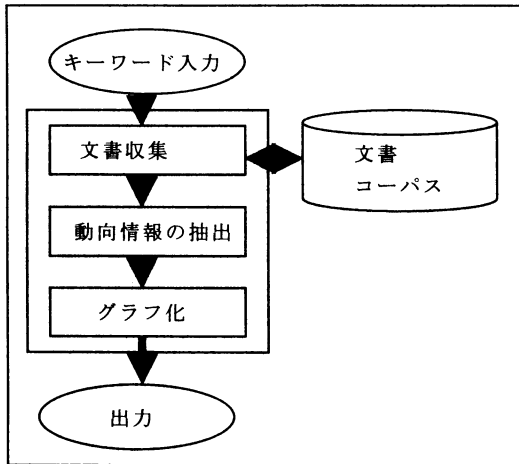 キーワード入力
文書収集
文書
コーパス
動向情報の抽出
グラフ化
出力